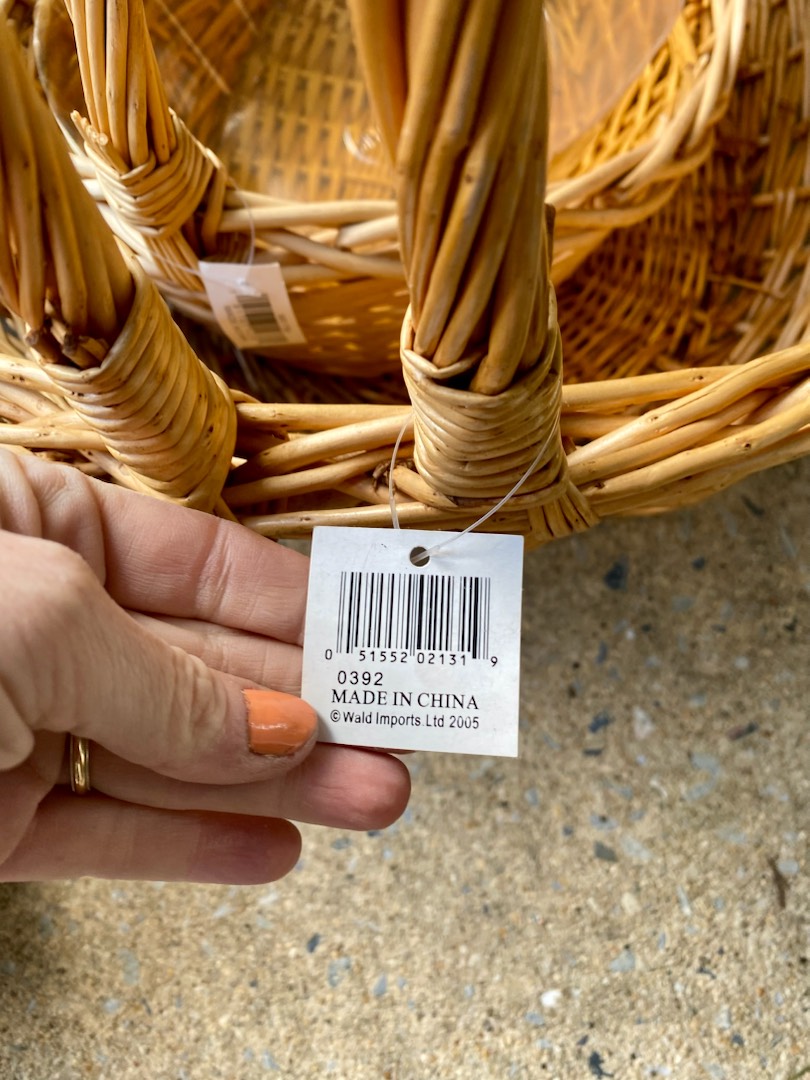 0 51552 02131 9
0392
MADE IN CHINA
©Wald Imports.Ltd 2005